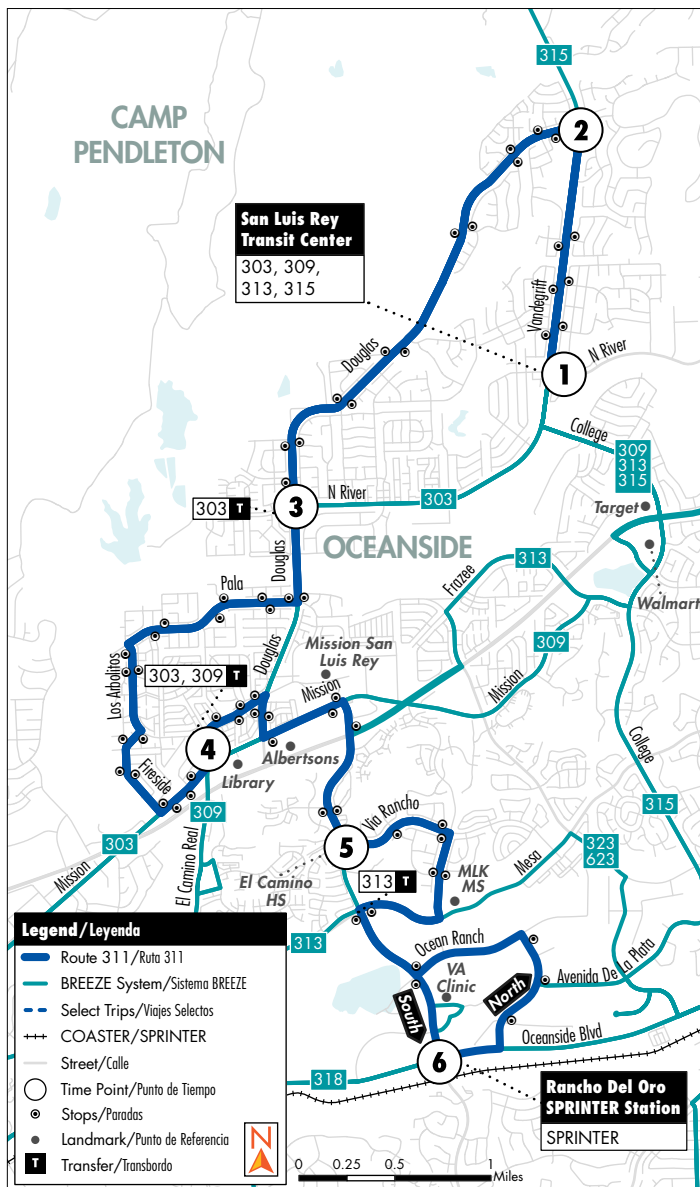 315
CAMP
PENDLETON
2
San Luis Rey
Transit Center
303, 309,
313, 315
Vandegrift
Douglas
1
N River
College
309
313
315
Target
Walmart
303 T
3
N River
303
Douglas
OCEANSIDE
Frazee
313
Pala
Douglas
Mission San
Luis Rey
309
Los Arbolitos
303, 309 T
Mission
Mission
4
Albertsons
Library
Fireside
College
303
309
315
Mission
El Camino Real
Via Rancho
5
323
623
El Camino
HS
MLK
MS
Mesa
313 T
313
Ocean Ranch
VA
Clinic
Avenida De La Plata
South
North
Oceanside Blvd
6
318
Rancho Del Oro
SPRINTER Station
SPRINTER
Legend/Leyenda
Route 311/Ruta 311
BREEZE System/Sistema BREEZE
Select Trips/Viajes Selectos
COASTER/SPRINTER
Street/Calle
Time Point/Punto de Tiempo
Stops/Paradas
Landmark/Punto de Referencia
T Transfer/Transbordo
N
0 0.25 0.5 1
Miles